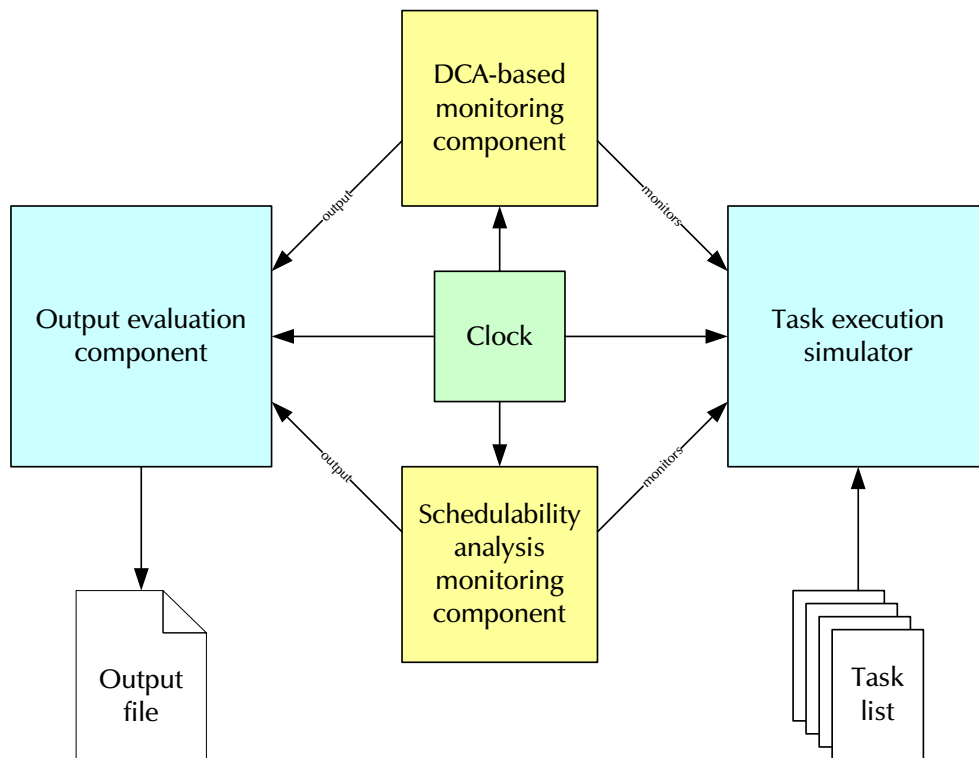 DCA-based
monitoring
component
output
monitors
Output evaluation
component
Clock
Task execution
simulator
output
monitors
Schedulability
analysis
monitoring
component
Output
file
Task
list